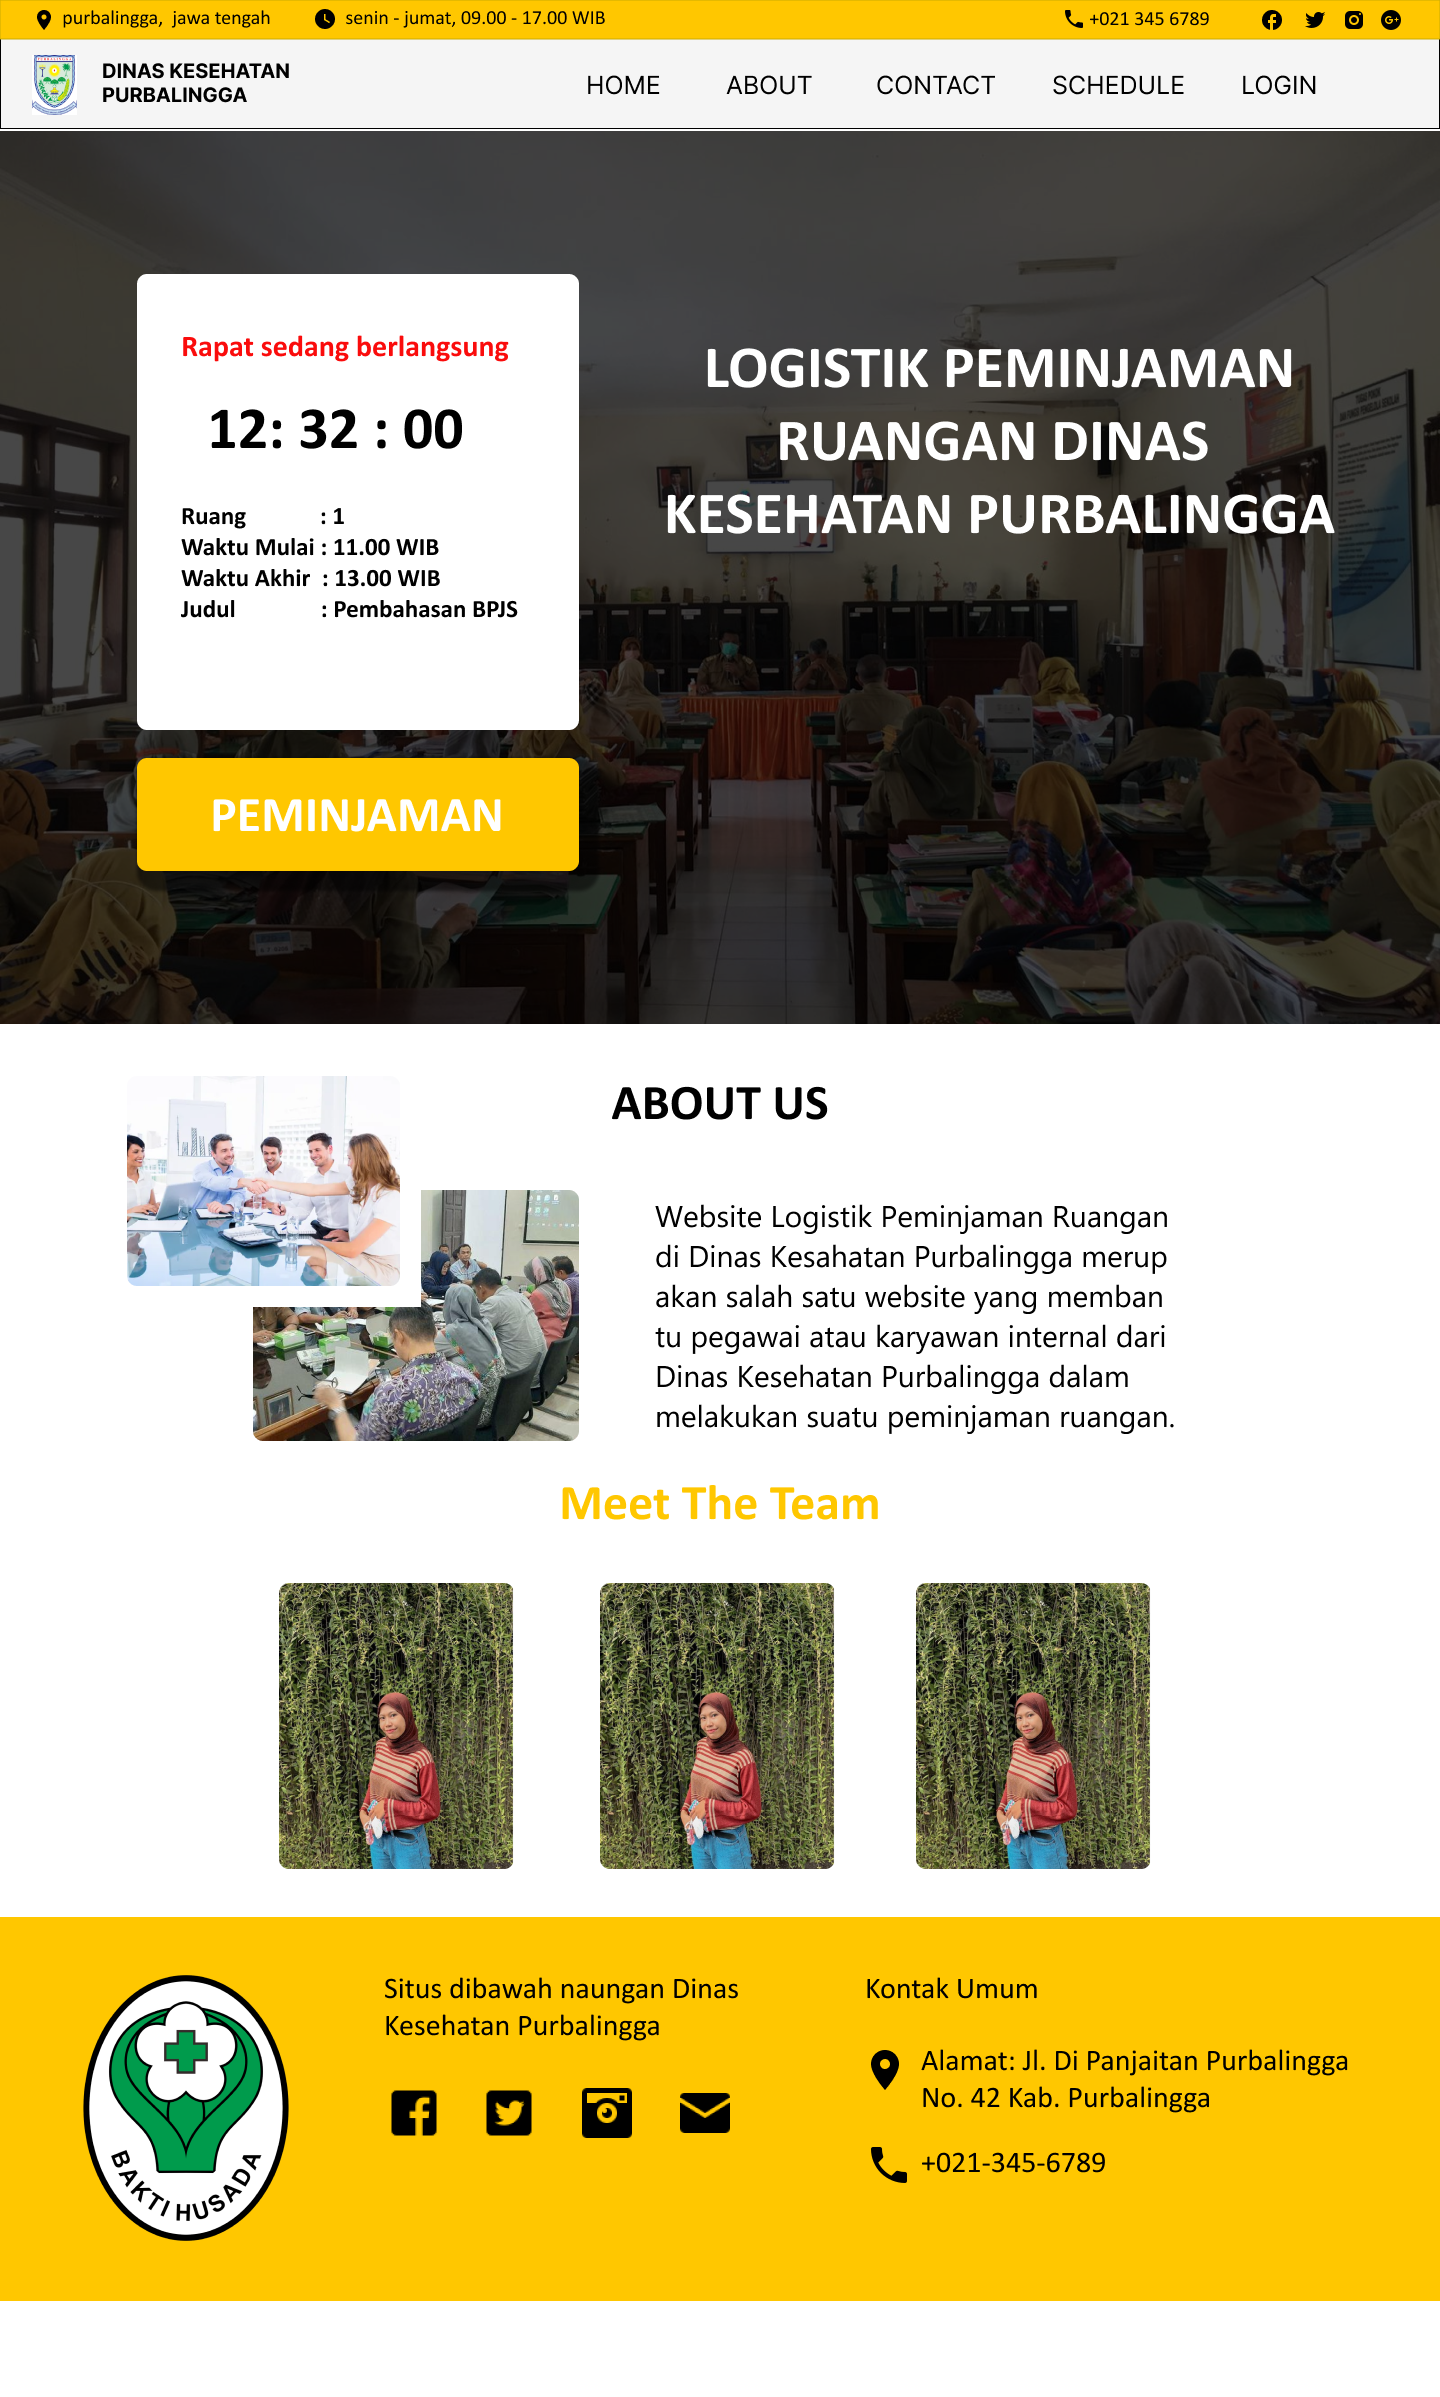 purbalingga, jawa tengah
senin - jumat, 09.00 - 17.00 WIB
+021 345 6789
DINAS KESEHATAN
PURBALINGGA
HOME
ABOUT
CONTACT
SCHEDULE
LOGIN
Rapat sedang berlangsung
12: 32 : 00
Ruang : 1
Waktu Mulai : 11.00 WIB
Waktu Akhir : 13.00 WIB
Judul : Pembahasan BPJS
PEMINJAMAN
LOGISTIK PEMINJAMAN
RUANGAN DINAS
KESEHATAN PURBALINGGA
ABOUT US
Website Logistik Peminjaman Ruangan
di Dinas Kesahatan Purbalingga merup
akan salah satu website yang memban
tu pegawai atau karyawan internal dari
Dinas Kesehatan Purbalingga dalam
melakukan suatu peminjaman ruangan.
Meet The Team
BAKTI HUSADA
Situs dibawah naungan Dinas
Kesehatan Purbalingga
Kontak Umum
Alamat: Jl. Di Panjaitan Purbalingga
No. 42 Kab. Purbalingga
+021-345-6789